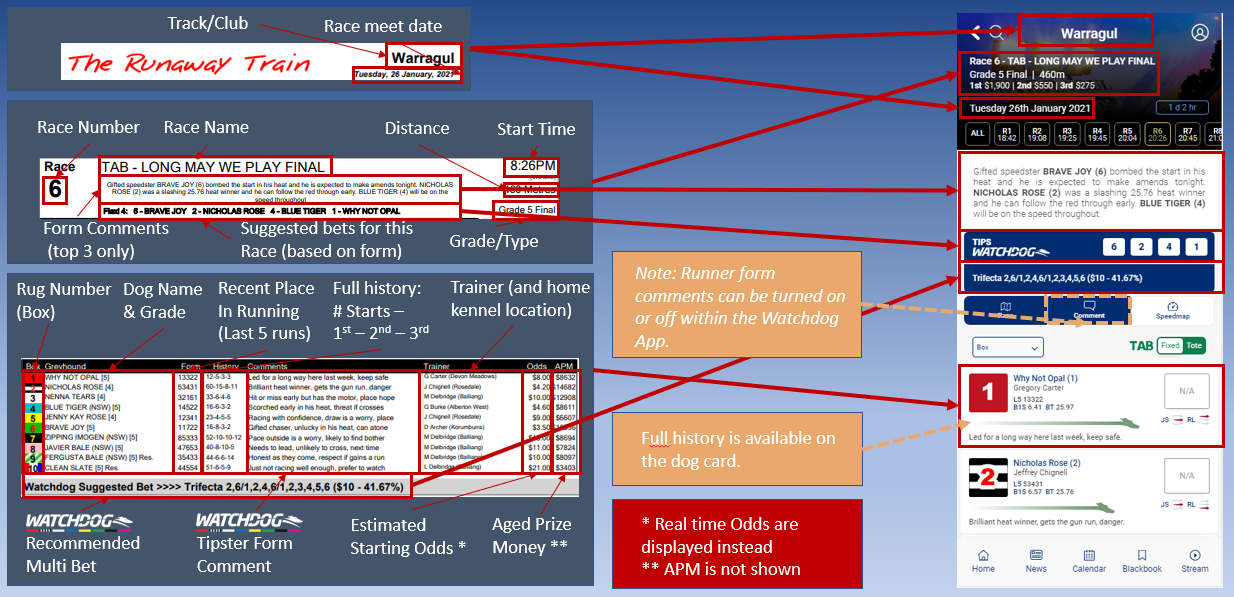 Track/Club
Race meet date
The Runaway Train
Warragul
Tuesday, 26 January, 2021
Race Number
Race Name
Distance
Start Time
Race
6
TAB - LONG MAY WE PLAY FINAL
8:26PM
Gifted speedster BRAVE JOY (6) bombed the start in his heat and he is expected to make amends tonight. NICHOLAS
ROSE (2) was a slashing 25.76 heat winner and he can follow the red through early. BLUE TIGER (4) will be on the
speed throughout
Metres
Grade 5 Final
Fixd 4: 6 - BRAVE JOY 2 - NICHOLAS ROSE 4 - BLUE TIGER 1 - WHY NOT OPAL
Form Comments
(top 3 only)
Suggested bets for this
Race (based on form)
Grade/Type
Rug Number
(Box)
Dog Name
& Grade
Recent Place
In Running
(Last 5 runs)
Full history:
# Starts –
1st – 2nd – 3rd
Trainer (and home
kennel location)
Box Greyhound Form History Comments Trainer Odds APM
1 WHY NOT OPAL [5] 13322 12-5-3-3 Led for a long way here last week, keep safe G Carter (Devon Meadows) $8.00 $8632
2 NICHOLAS ROSE [4] 53431 60-15-8-11 Brilliant heat winner, gets the gun run, danger J Chignell (Rosedale) $4.20 $14682
3 NENNA TEARS [4] 32161 33-6-4-6 Hit or miss early but has the motor, place hope M Delbridge (Balliang) $10.00 $12908
4 BLUE TIGER (NSW) [5] 14522 16-6-3-2 Scorched early in his heat, threat if crosses G Burke (Alberton West) $4.60 $8611
5 JENNY KAY ROSE [4] 12341 23-4-5-5 Racing with confidence, draw is a worry, place J Chignell (Rosedale) $9.00 $6607
6 BRAVE JOY [5] 11722 16-8-3-2 Gifted chaser, unlucky in his heat, can atone D Archer (Korumburra) $3.50
7 ZIPPING IMOGEN (NSW) [5] 85333 52-10-10-12 Pace outside is a worry, likely to find bother M Delbridge (Balliang) $8694
8 JAVIER BALE (NSW) [5] 47653 40-8-10-5 Needs to lead, unlikely to cross, next time M Delbridge (Balliang) $11.00 $7824
9 FERGUSTA BALE (NSW) [5] Res. 35433 44-6-6-14 Honest as they come, respect if gains a run M Delbridge (Balliang) $10.00 $8097
10 CLEAN SLATE [5] Res. 44554 51-6-5-9 Just not racing well enough, prefer to watch L Delbridge (Balliang) $21.00 $3403
Watchdog Suggested Bet >>>> Trifecta 2,6/1,2,4,6/1,2,3,4,5,6 ($10 - 41.67%)
WATCHDOG
Recommended
Multi Bet
WATCHDOG
Tipster Form
Comment
Estimated
Starting Odds *
Aged Prize
Money **
Note: Runner form
comments can be turned on
or off within the Watchdog
App.
Full history is available on
the dog card.
* Real time Odds are
displayed instead
** APM is not shown
Warragul
Race 6 - TAB - LONG MAY WE PLAY FINAL
Grade 5 Final | 460m
1st $1,900 | 2nd $550 | 3rd $275
Tuesday 26th January 2021
1 d 2 hr
ALL R1 R2 R3 R4 R5 R6 R7 R8
18:42 19:08 19:25 19:45 20:04 20:26 20:45
Gifted speedster BRAVE JOY (6) bombed the start in his
heat and he is expected to make amends tonight.
NICHOLAS ROSE (2) was a slashing 25.76 heat winner
and he can follow the red through early. BLUE TIGER (4)
will be on the speed throughout.
TIPS
WATCHDOG
6 2 4 1
Trifecta 2,6/1,2,4,6/1,2,3,4,5,6 ($10 - 41.67%)
Comment
Speedmap
Box
TAB Fixed Tote
1
Why Not Opal (1)
Gregory Carter
L5 13322
B1S 6.41 BT 25.97
N/A
JS RL
Led for a long way here last week, keep safe.
2
Nicholas Rose (2)
Jeffrey Chignell
L5 53431
B1S 6.57 BT 25.76
N/A
JS RL
Brilliant heat winner, gets the gun run, danger.
Home News Calendar Blackbook Stream